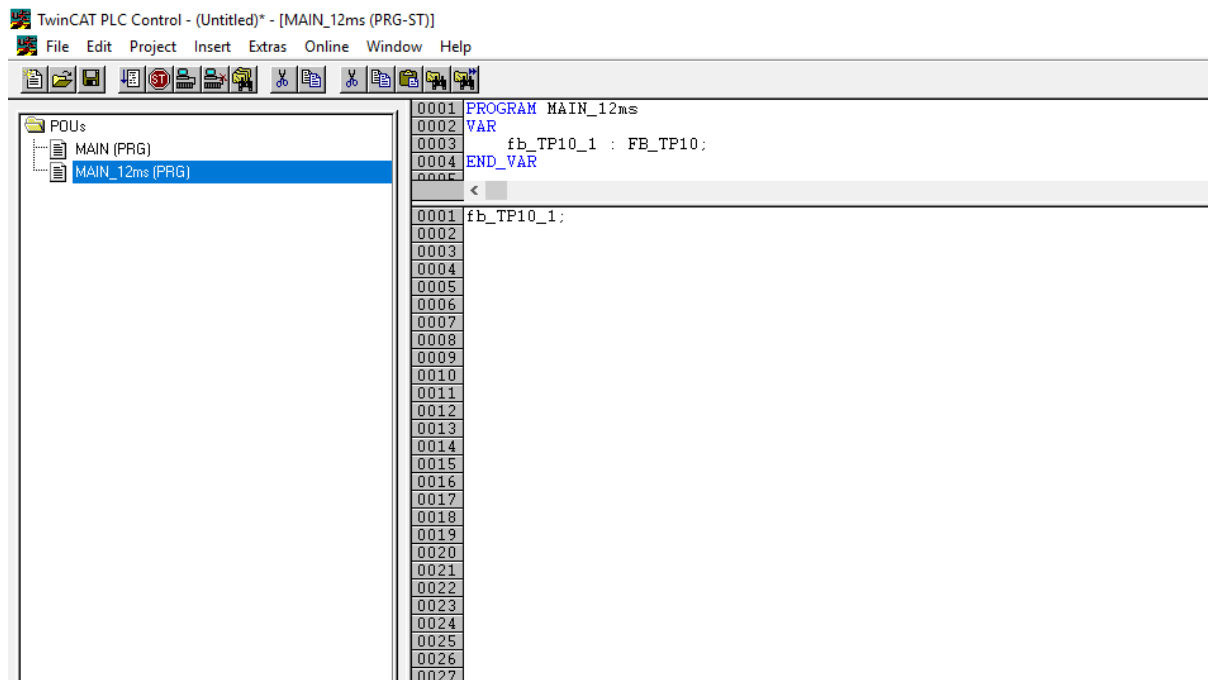 TwinCAT PLC Control - (Untitled)* - [MAIN_12ms (PRG-ST)]
File Edit Project Insert Extras Online Window Help
POUs
MAIN (PRG)
MAIN_12ms (PRG)
0001 PROGRAM MAIN_12ms
0002 VAR
0003 fb_TP10_1 : FB_TP10;
0004 END_VAR
0005
0001 fb_TP10_1;
0002
0003
0004
0005
0006
0007
0008
0009
0010
0011
0012
0013
0014
0015
0016
0017
0018
0019
0020
0021
0022
0023
0024
0025
0026
0027